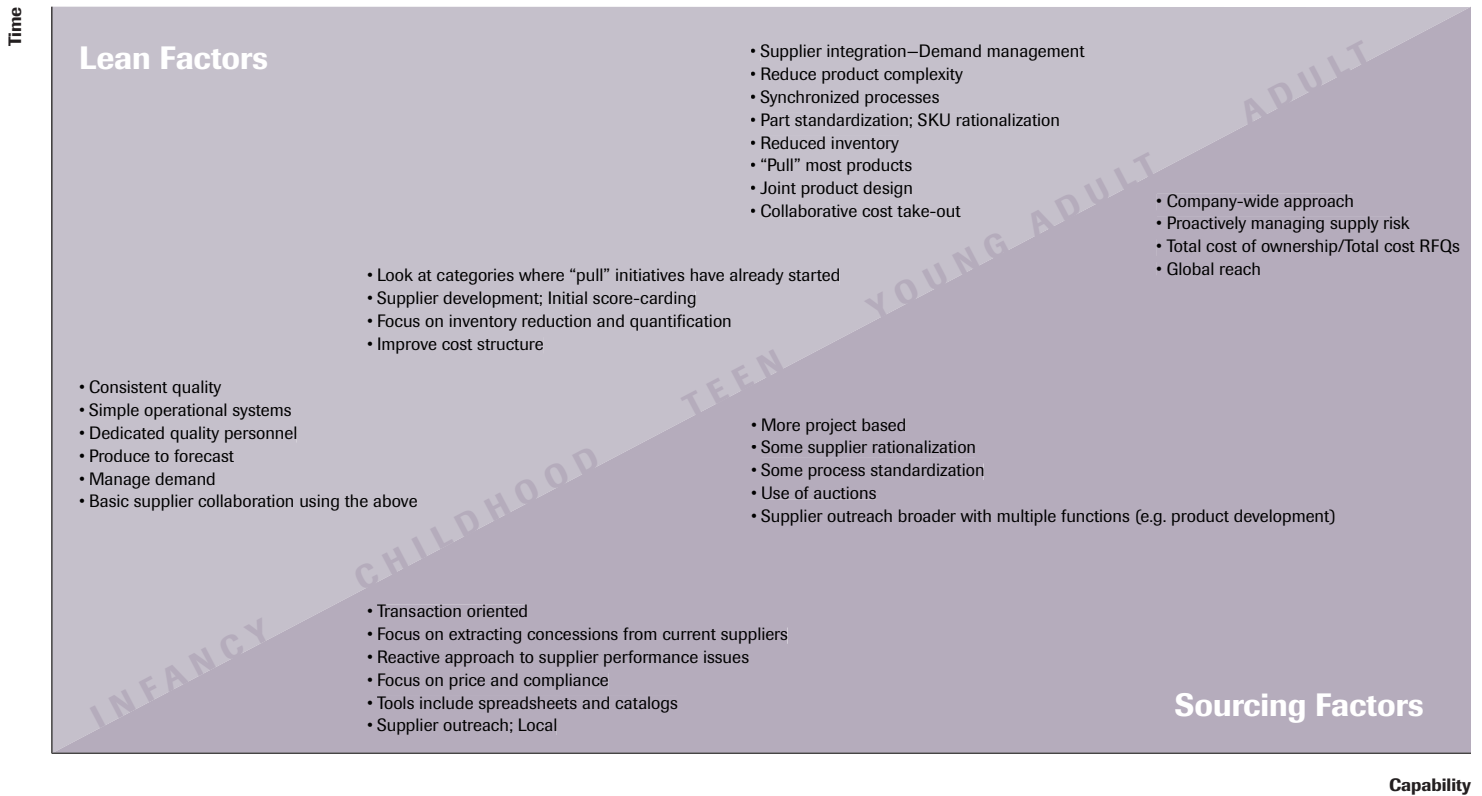 Time
Lean Factors
• Supplier integration—Demand management
• Reduce product complexity
• Synchronized processes
• Part standardization; SKU rationalization
• Reduced inventory
• “Pull” most products
• Joint product design
• Collaborative cost take-out
ADULT
• Company-wide approach
• Proactively managing supply risk
• Total cost of ownership/Total cost RFQs
• Global reach
YOUNG ADULT
• Look at categories where “pull” initiatives have already started
• Supplier development; Initial score-carding
• Focus on inventory reduction and quantification
• Improve cost structure
TEEN
• Consistent quality
• Simple operational systems
• Dedicated quality personnel
• Produce to forecast
• Manage demand
• Basic supplier collaboration using the above
• More project based
• Some supplier rationalization
• Some process standardization
• Use of auctions
• Supplier outreach broader with multiple functions (e.g. product development)
CHILDHOOD
• Transaction oriented
• Focus on extracting concessions from current suppliers
• Reactive approach to supplier performance issues
• Focus on price and compliance
• Tools include spreadsheets and catalogs
• Supplier outreach; Local
INFANCY
Sourcing Factors
Capability